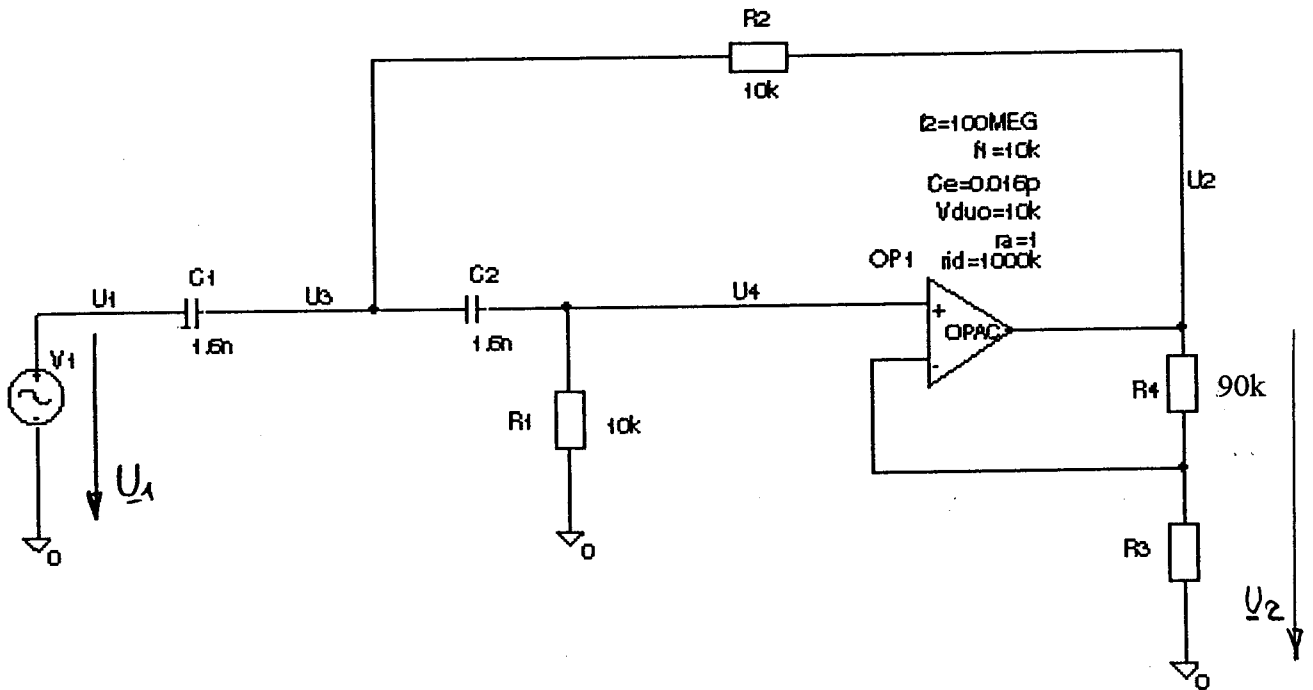 R2
10k
f2=100MEG
f1=10k
Ce=0.016p
Vduo=10k
ra=1
OP1 rid=1000k
U2
C1
C2
U1
U3
U4
1.6n
1.6n
V1
+
-
+
OPAC
-
R4 90k
R1 10k
U1
0
0
R3
U2
0